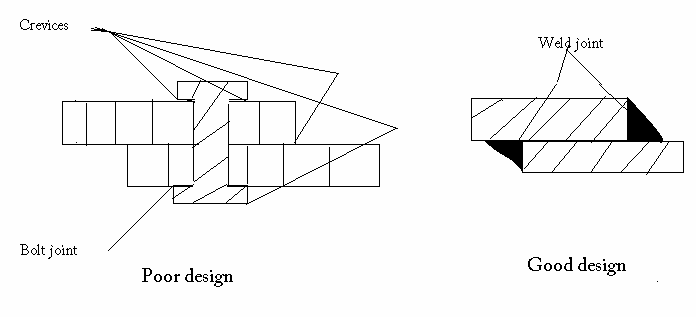 Crevices
Weld joint
Bolt joint
Poor design
Good design